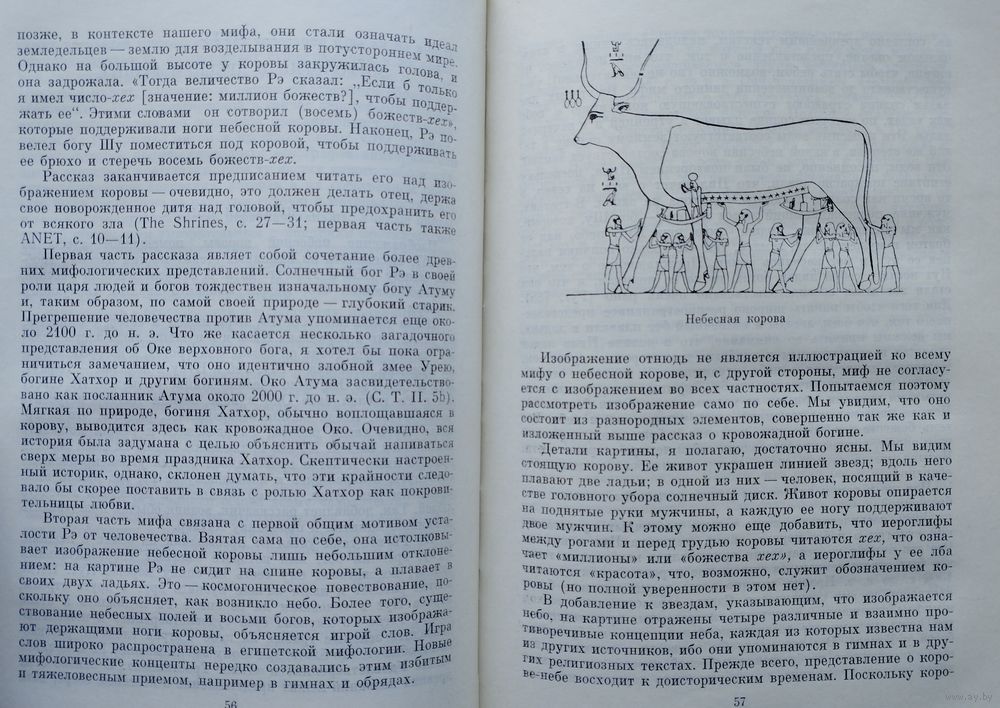 позже, в контексте нашего мифа, они стали означать идеал
земледельцев — землю для возделывания в потустороннем мире.
Однако на большой высоте у коровы закружилась голова, и
она задрожала. «Тогда величество Рэ сказал: „Если б только
я имел число-хех [значение: миллион божеств?], чтобы поддер-
жать ее“. Этими словами он сотворил (восемь) божеств-хех»,
которые поддерживали ноги небесной коровы. Наконец, Рэ по-
велел богу Шу поместиться под коровой, чтобы поддерживать
ее брюхо и стеречь восемь божеств-хех.
Рассказ заканчивается предписанием читать его над изо-
бражением коровы — очевидно, это должен делать отец, держа
свое новорожденное дитя над головой, чтобы предохранить его
от всякого зла (The Shrines, с. 27—31; первая часть также
ANET, с. 10—11).
Первая часть рассказа являет собой сочетание более древ-
них мифологических представлений. Солнечный бог Рэ в своей
роли царя людей и богов тождествен изначальному богу Атуму
и, таким образом, по самой своей природе — глубокий старик.
Прегрешение человечества против Атума упоминается еще око-
ло 2100 г. до н. э. Что же касается несколько загадочного
представления об Оке верховного бога, я хотел бы пока огра-
ничиться замечанием, что оно идентично злобной змее Урею,
богине Хатхор и другим богиням. Око Атума засвидетельство-
вано как посланник Атума около 2000 г. до н. э. (С. Т. II. 5b).
Мягкая по природе, богиня Хатхор, обычно воплощавшаяся в
корову, выводится здесь как кровожадное Око. Очевидно, вся
история была задумана с целью объяснить обычай напиваться
сверх меры во время праздника Хатхор. Скептически настроен-
ный историк, однако, склонен думать, что эти крайности следо-
вало бы скорее поставить в связь с ролью Хатхор как покрови-
тельницы любви.
Вторая часть мифа связана с первой общим мотивом уста-
лости Рэ от человечества. Взятая сама по себе, она истолковы-
вает изображение небесной коровы лишь небольшим отклоне-
нием: на картине Рэ не сидит на спине коровы, а плавает в
своих двух ладьях. Это — космогоническое повествование, по-
скольку оно объясняет, как возникло небо. Более того, суще-
ствование небесных полей и восьми богов, которых изобража-
ют держащими ноги коровы, объясняется игрой слов. Игра
слов широко распространена в египетской мифологии. Новые
мифологические концепты нередко создавались этим избитым
и тяжеловесным приемом, например в гимнах и обрядах.
56
Небесная корова
Изображение отнюдь не является иллюстрацией ко всему
мифу о небесной корове, и, с другой стороны, миф не согласу-
ется с изображением во всех частностях. Попытаемся поэтому
рассмотреть изображение само по себе. Мы увидим, что оно
состоит из разнородных элементов, совершенно так же как и
изложенный выше рассказ о кровожадной богине.
Детали картины, я полагаю, достаточно ясны. Мы видим
стоящую корову. Ее живот украшен линией звезд; вдоль него
плавают две ладьи; в одной из них — человек, носящий в каче-
стве головного убора солнечный диск. Живот коровы опирается
на поднятые руки мужчины, а каждую ее ногу поддерживают
двое мужчин. К этому можно еще добавить, что иероглифы
между рогами и перед грудью коровы читаются хех, что озна-
чает «миллионы» или «божества хех», а иероглифы у ее лба
читаются «красота», что, возможно, служит обозначением ко-
ровы (но полной уверенности в этом нет).
В добавление к звездам, указывающим, что изображается
небо, на картине отражены четыре различные и взаимно про-
тиворечивые концепции неба, каждая из которых известна нам
из других источников, ибо они упоминаются в гимнах и в дру-
гих религиозных текстах. Прежде всего, представление о коро-
ве-небе восходит к доисторическим временам. Поскольку коро-
57
www.ay.by